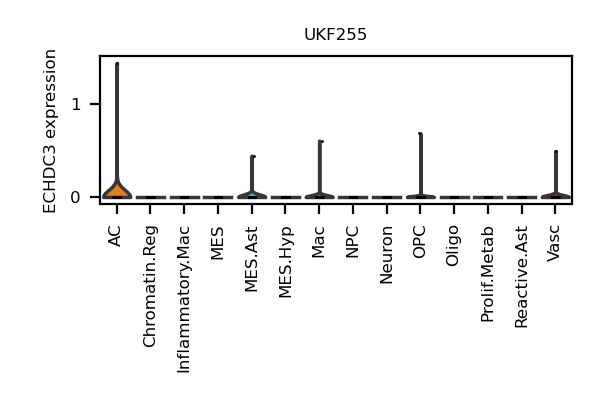 UKF255
ECHDC3 expression
1
0
AC
Chromatin.Reg
Inflammatory.Mac
MES
MES.Ast
MES.Hyp
Mac
NPC
Neuron
OPC
Oligo
Prolif.Metab
Reactive.Ast
Vasc